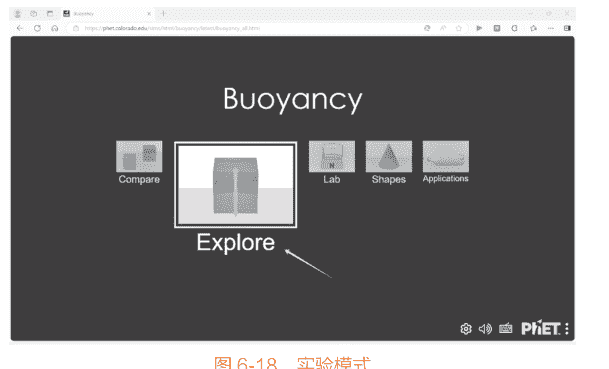 Buoyancy
https://phet.colorado.edu/sims/html/buoyancy/latest/buoyancy_all.html
Buoyancy
Compare
Explore
Lab
Shapes
Applications
PhET
图 6-18 实验模式